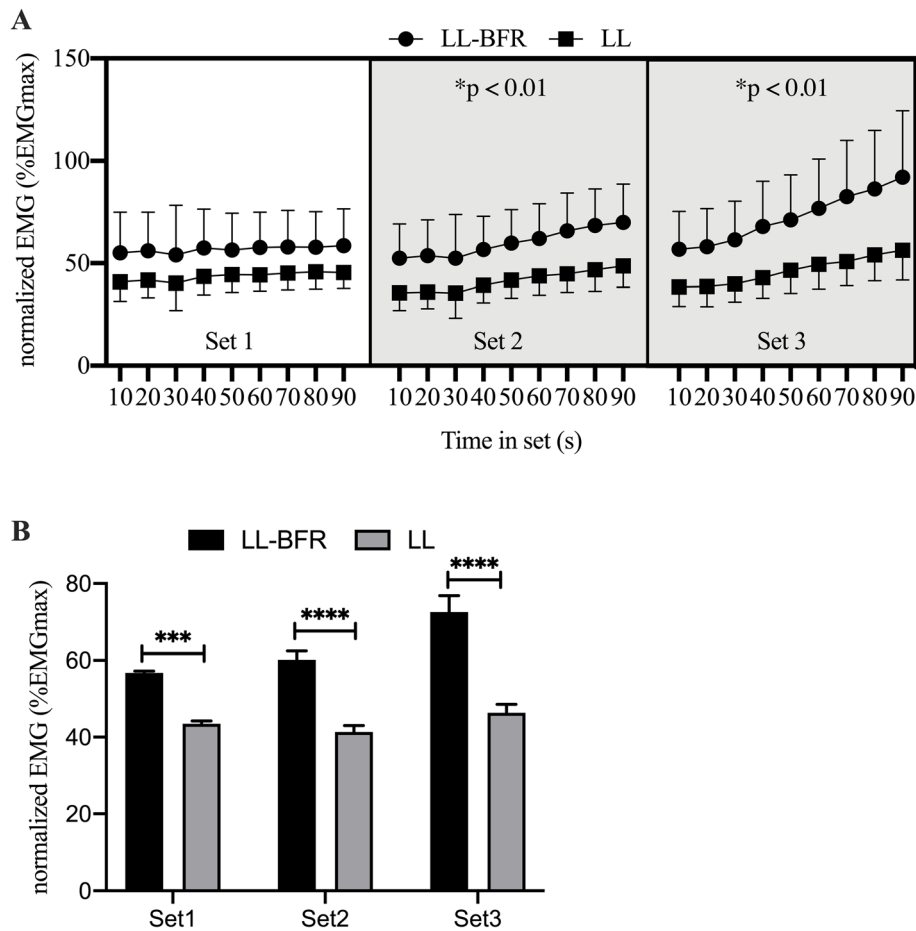 A
LL-BFR LL
normalized EMG (%EMGmax)
150
100
50
0
*p < 0.01 *p < 0.01
Set 1 Set 2 Set 3
10 20 30 40 50 60 70 80 90 10 20 30 40 50 60 70 80 90 10 20 30 40 50 60 70 80 90
Time in set (s)
B
LL-BFR LL
normalized EMG (%EMGmax)
80
60
40
20
0
*** **** ****
Set1 Set2 Set3